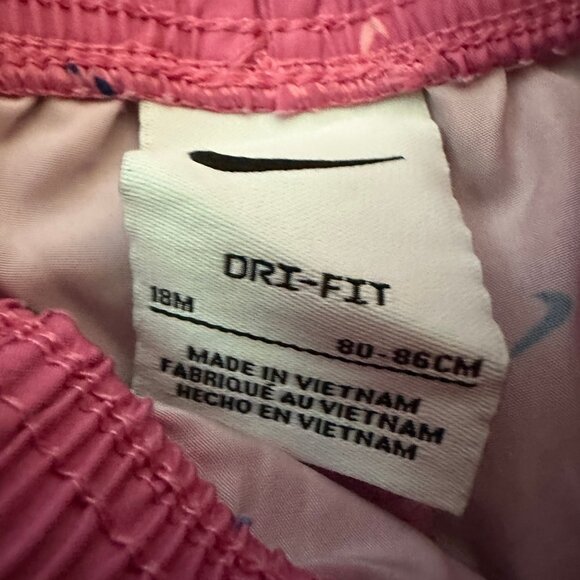 DRI-FIT
18M 80-86CM
MADE IN VIETNAM
FABRIQUÉ AU VIETNAM
HECHO EN VIETNAM